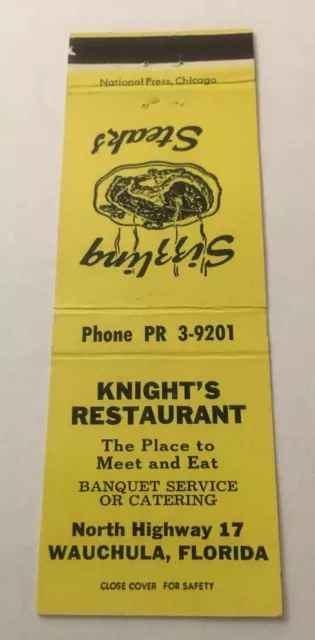 National Press, Chicago
Sizzling
Steaks
Phone PR 3-9201
KNIGHT'S
RESTAURANT
The Place to
Meet and Eat
BANQUET SERVICE
OR CATERING
North Highway 17
WAUCHULA, FLORIDA
CLOSE COVER FOR SAFETY